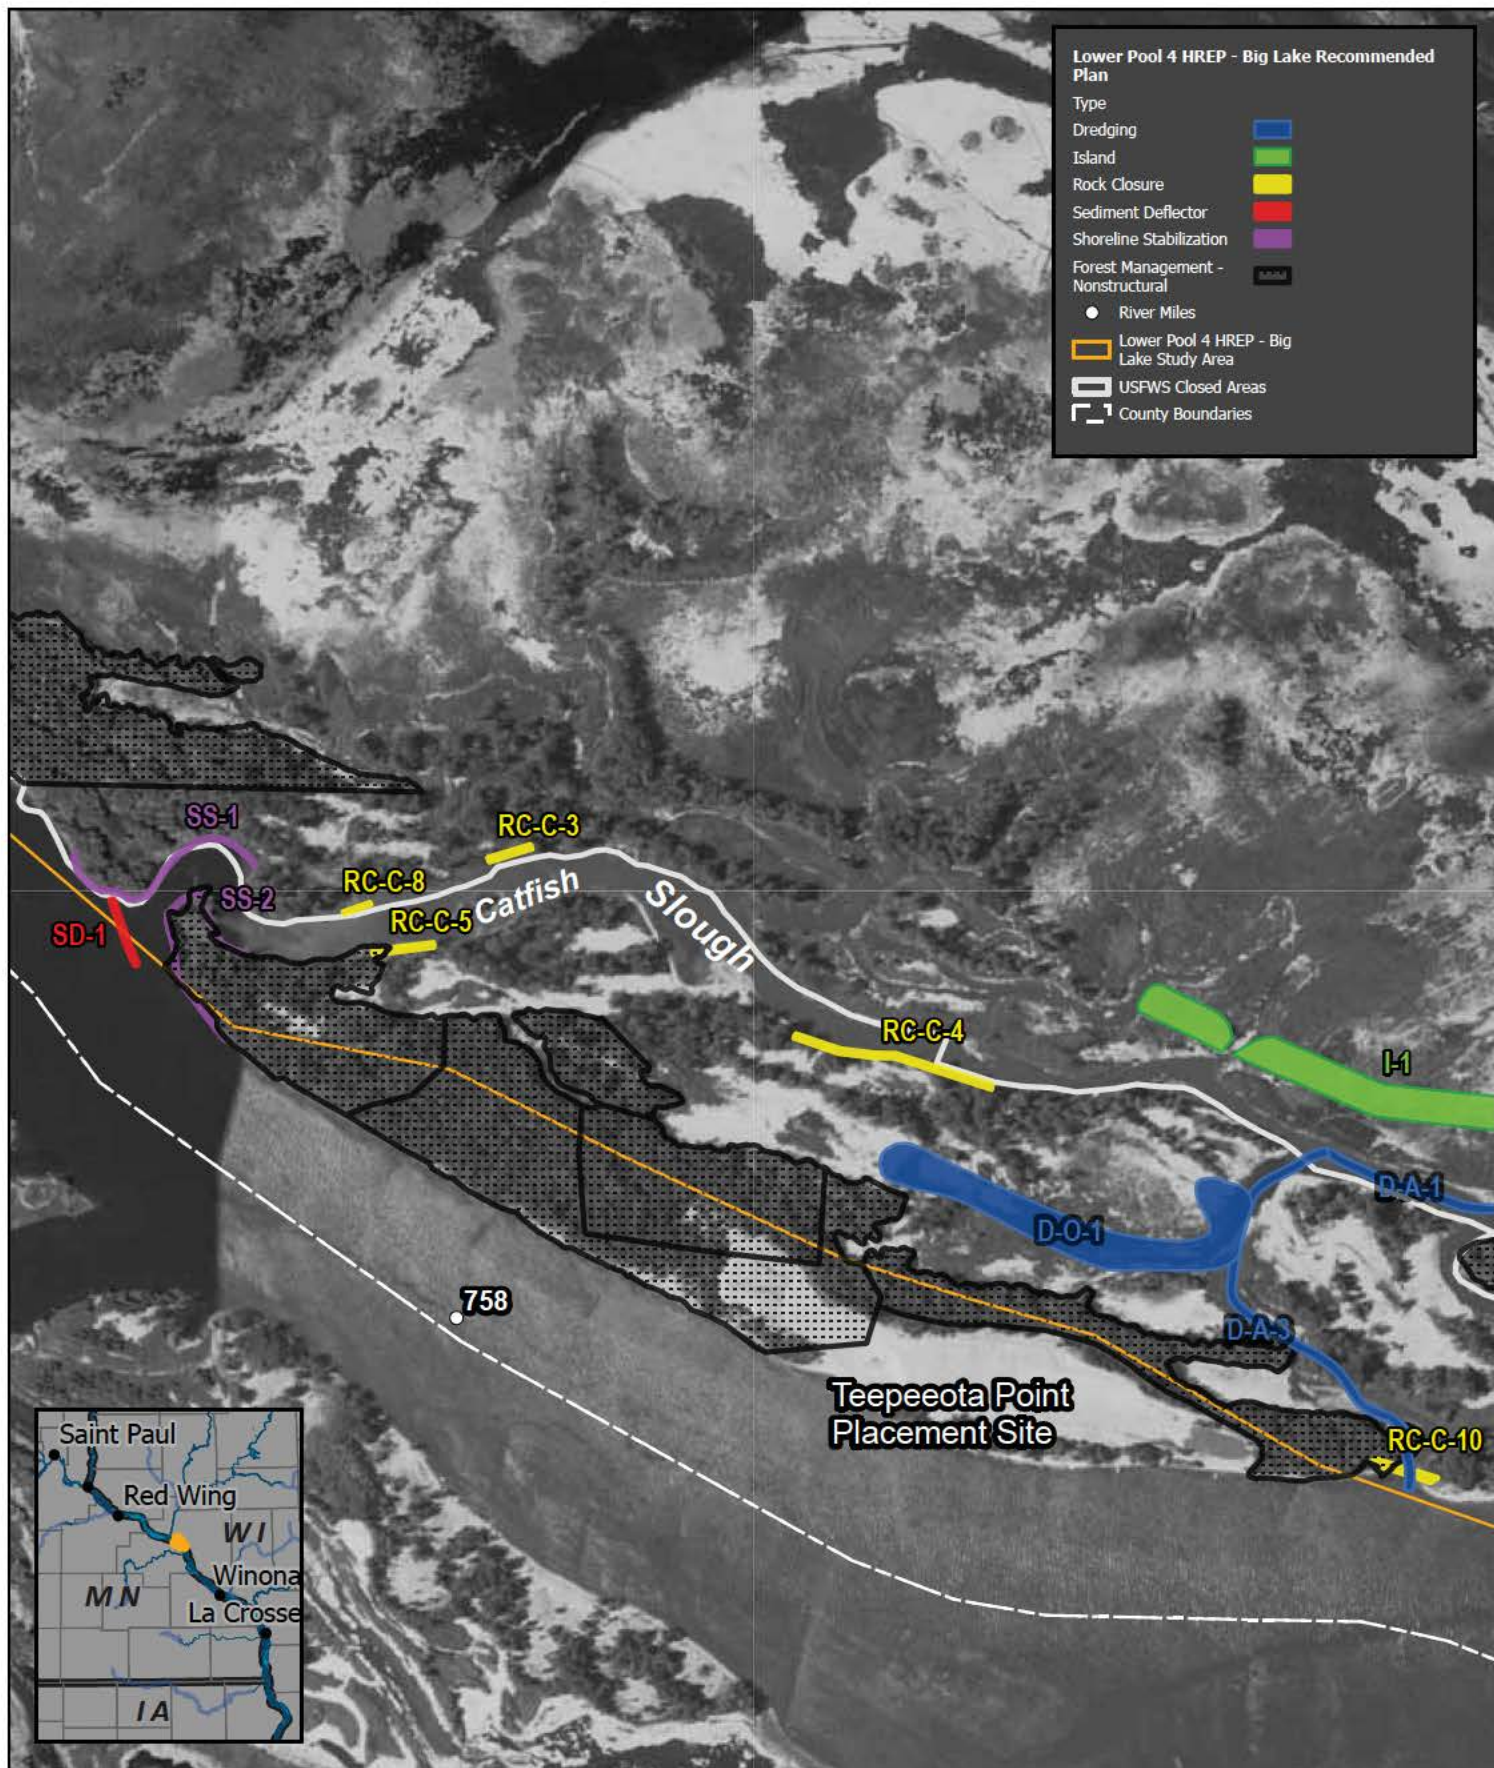 Lower Pool 4 HREP - Big Lake Recommended
Plan
Type
Dredging
Island
Rock Closure
Sediment Deflector
Shoreline Stabilization
Forest Management -
Nonstructural
River Miles
Lower Pool 4 HREP - Big
Lake Study Area
USFWS Closed Areas
County Boundaries
SS-1
RC-C-3
RC-C-8
SS-2
Catfish
RC-C-5
Slough
SD-1
RC-C-4
I-1
D-A-1
D-O-1
758
D-A-3
Teepeeota Point
Placement Site
RC-C-10
Saint Paul
Red Wing
WI
Winona
MN
La Crosse
IA